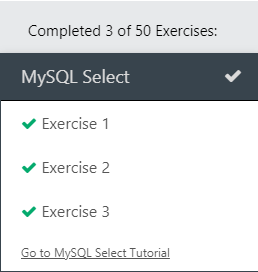 Completed 3 of 50 Exercises:
MySQL Select
Exercise 1
Exercise 2
Exercise 3
Go to MySQL Select Tutorial